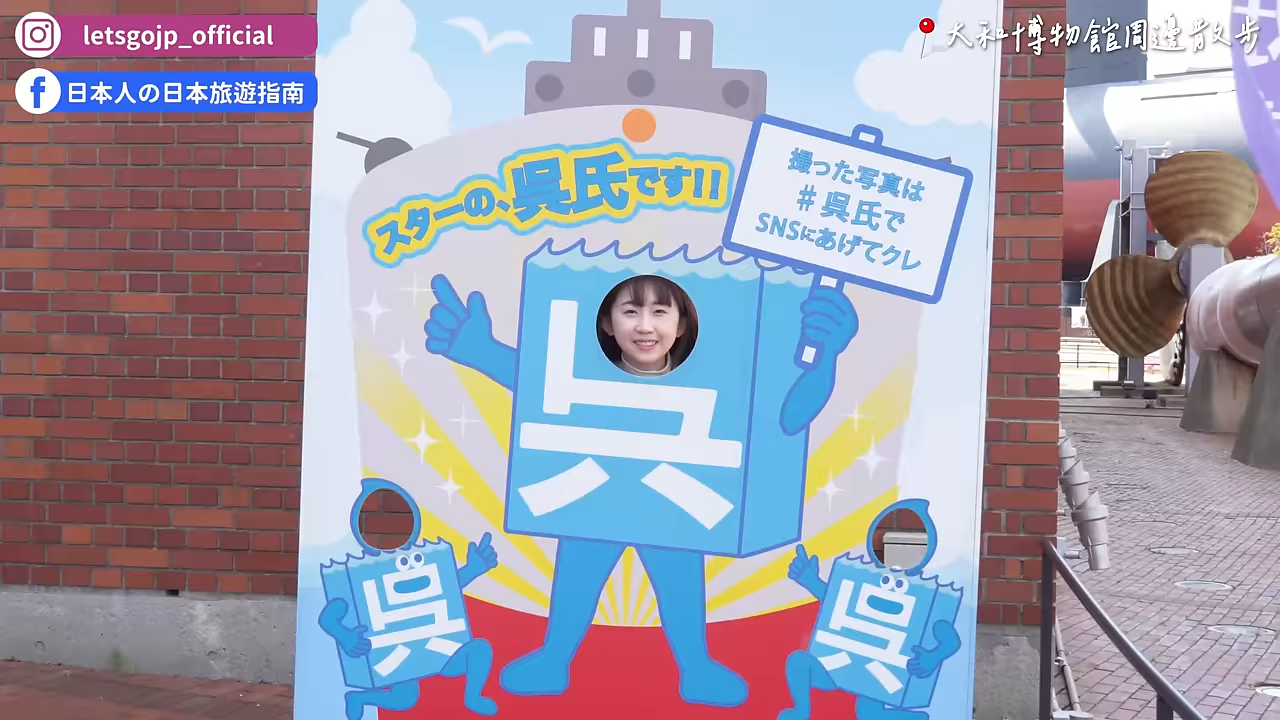 letsgojp_official
日本人の日本旅遊指南
大和博物館周邊散步
スターの、呉氏です!!
撮った写真は
#呉氏で
SNSにあげてクレ
呉
呉
呉